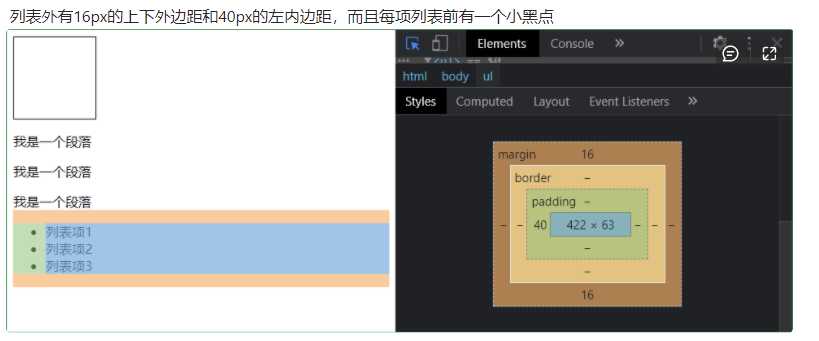 列表外有16px的上下外边距和40px的左内边距，而且每项列表前有一个小黑点
Elements Console »
html body ul
Styles Computed Layout Event Listeners »
我是一个段落
我是一个段落
我是一个段落
• 列表项1
• 列表项2
• 列表项3
margin 16
border –
padding –
– – 40 422 × 63 – – –
–
–
16